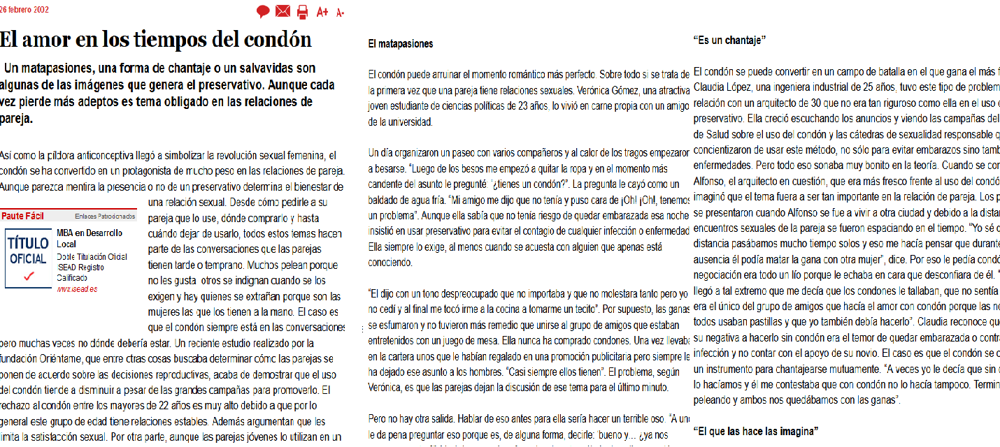 26 febrero 2002
A+ A-
El amor en los tiempos del condón
Un matapasiones, una forma de chantaje o un salvavidas son
algunas de las imágenes que genera el preservativo. Aunque cada
vez pierde más adeptos es tema obligado en las relaciones de
pareja.
Así como la píldora anticonceptiva llegó a simbolizar la revolución sexual femenina, el
condón se ha convertido en un protagonista de mucho peso en las relaciones de pareja.
Aunque parezca mentira la presencia o no de un preservativo determina el bienestar de
una relación sexual. Desde cómo pedirle a su
pareja que lo use, dónde comprarlo y hasta
cuándo dejar de usarlo, todos estos temas hacen
parte de las conversaciones que las parejas
tienen tarde o temprano. Muchos pelean porque
no les gusta otros se indignan cuando se los
exigen y hay quienes se extrañan porque son las
mujeres las que los tienen a la mano. El caso es
que el condón siempre está en las conversaciones
Paute Fácil
Enlaces Patrocinados
TÍTULO
OFICIAL
MBA en Desarrollo
Local
Doble Titulación Oficial
ISEAD Registro
Calificado
www.isead.es
pero muchas veces no dónde debería estar. Un reciente estudio realizado por la
fundación Oriéntame, que entre otras cosas buscaba determinar cómo las parejas se
ponen de acuerdo sobre las decisiones reproductivas, acaba de demostrar que el uso
del condón tiende a disminuir a pesar de las grandes campañas para promoverlo. El
rechazo al condón entre los mayores de 22 años es muy alto debido a que por lo
general este grupo de edad tiene relaciones estables. Además argumentan que les
limita la satisfacción sexual. Por otra parte, aunque las parejas jóvenes lo utilizan en un
El matapasiones
El condón puede arruinar el momento romántico más perfecto. Sobre todo si se trata de
la primera vez que una pareja tiene relaciones sexuales. Verónica Gómez, una atractiva
joven estudiante de ciencias políticas de 23 años, lo vivió en carne propia con un amigo
de la universidad.
Un día organizaron un paseo con varios compañeros y al calor de los tragos empezaron
a besarse. “Luego de los besos me empezó a quitar la ropa y en el momento más
candente del asunto le pregunté: ‘¿tienes un condón?”. La pregunta le cayó como un
baldado de agua fría. “Mi amigo me dijo que no tenía y puso cara de ¡Oh! ¡Oh!, tenemos
un problema”. Aunque ella sabía que no tenía riesgo de quedar embarazada esa noche
insistió en usar preservativo para evitar el contagio de cualquier infección o enfermedad
Ella siempre lo exige, al menos cuando se acuesta con alguien que apenas está
conociendo.
“El dijo con un tono despreocupado que no importaba y que no molestara tanto pero yo
no cedí y al final me tocó irme a la cocina a tomarme un tecito”. Por supuesto, las ganas
se esfumaron y no tuvieron más remedio que unirse al grupo de amigos que estaban
entretenidos con un juego de mesa. Ella nunca ha comprado condones. Una vez llevaba
en la cartera unos que le habían regalado en una promoción publicitaria pero siempre le
ha dejado ese asunto a los hombres. “Casi siempre ellos tienen”. El problema, según
Verónica, es que las parejas dejan la discusión de ese tema para el último minuto.
Pero no hay otra salida. Hablar de eso antes para ella sería hacer un terrible oso. “A uno
le da pena preguntar eso porque es, de alguna forma, decirle: ‘bueno y... ¿ya nos
“Es un chantaje”
El condón se puede convertir en un campo de batalla en el que gana el más f
Claudia López, una ingeniera industrial de 25 años, tuvo este tipo de problem
relación con un arquitecto de 30 que no era tan riguroso como ella en el uso d
preservativo. Ella creció escuchando los anuncios y viendo las campañas del
de Salud sobre el uso del condón y las cátedras de sexualidad responsable q
concientizaron de usar este método, no sólo para evitar embarazos sino tamb
enfermedades. Pero todo eso sonaba muy bonito en la teoría. Cuando se con
Alfonso, el arquitecto en cuestión, que era más fresco frente al uso del condó
imaginó que el tema fuera a ser tan importante en la relación de pareja. Los p
se presentaron cuando Alfonso se fue a vivir a otra ciudad y debido a la distan
encuentros sexuales de la pareja se fueron espaciando en el tiempo. “Yo sé q
distancia pasábamos mucho tiempo solos y eso me hacía pensar que durante
ausencia él podía matar la gana con otra mujer”, dice. Por eso le pedía condó
negociación era todo un lío porque le echaba en cara que desconfiara de él. “
llegó a tal extremo que me decía que los condones le tallaban, que no sentía
era el único del grupo de amigos que hacía el amor con condón porque las no
todos usaban pastillas y que yo también debía hacerlo”. Claudia reconoce que
su negativa a hacerlo sin condón era el temor de quedar embarazada o contra
infección y no contar con el apoyo de su novio. El caso es que el condón se c
un instrumento para chantajearse mutuamente. “A veces yo le decía que sin c
lo hacíamos y él me contestaba que con condón no lo hacía tampoco. Termin
peleando y ambos nos quedábamos con las ganas”.
“El que las hace las imagina”